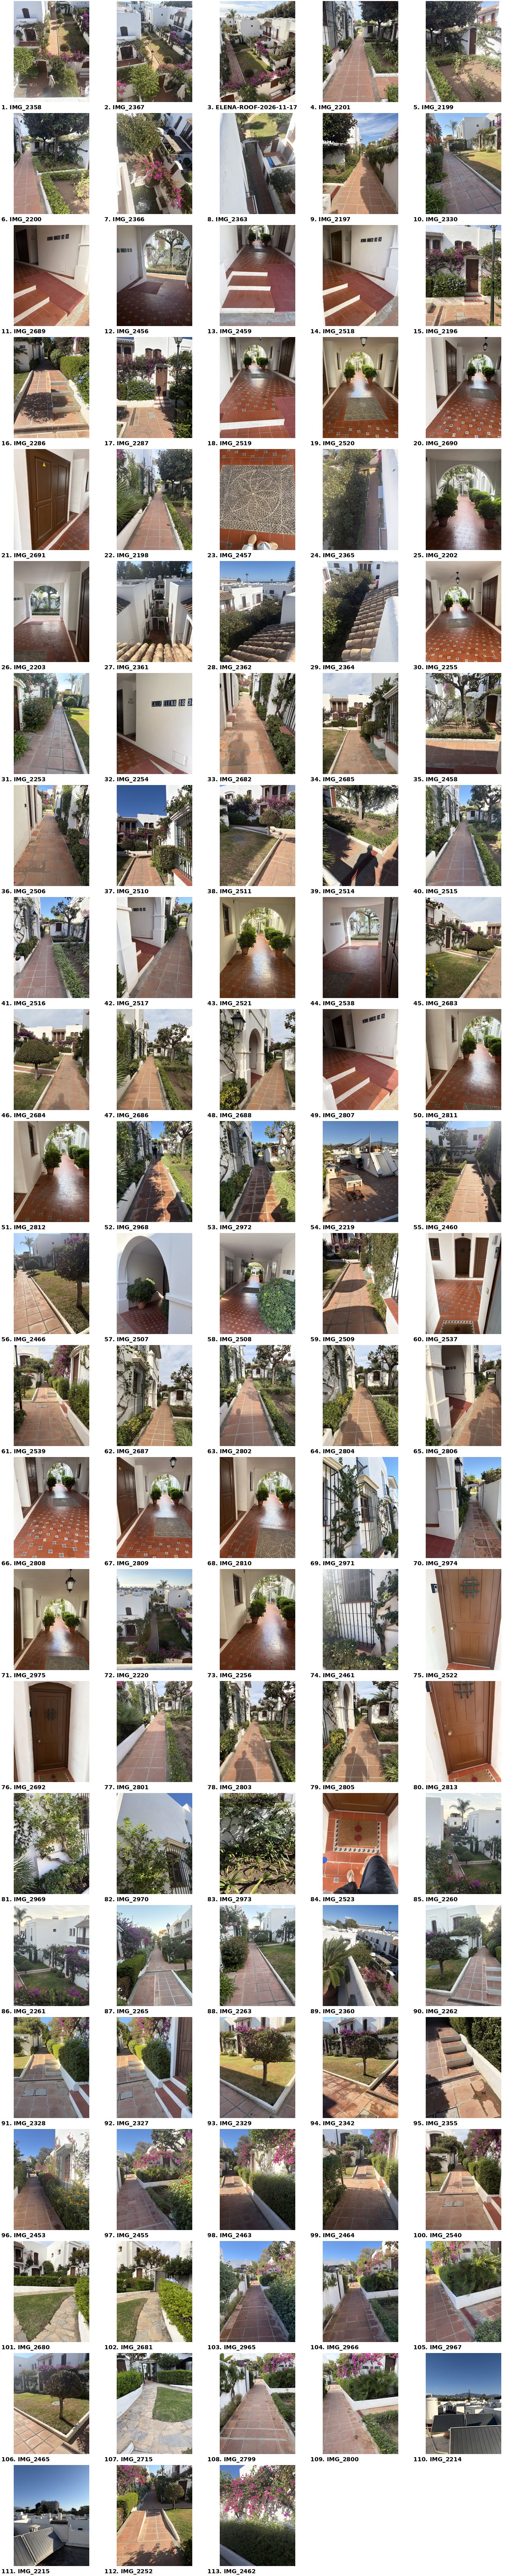 1. IMG_2358
2. IMG_2367
3. ELENA-ROOF-2026-11-17
4. IMG_2201
5. IMG_2199
6. IMG_2200
7. IMG_2366
8. IMG_2363
9. IMG_2197
10. IMG_2330
11. IMG_2689
12. IMG_2456
13. IMG_2459
14. IMG_2518
15. IMG_2196
16. IMG_2286
17. IMG_2287
18. IMG_2519
19. IMG_2520
20. IMG_2690
21. IMG_2691
22. IMG_2198
23. IMG_2457
24. IMG_2365
25. IMG_2202
26. IMG_2203
27. IMG_2361
28. IMG_2362
29. IMG_2364
30. IMG_2255
31. IMG_2253
32. IMG_2254
33. IMG_2682
34. IMG_2685
35. IMG_2458
36. IMG_2506
37. IMG_2510
38. IMG_2511
39. IMG_2514
40. IMG_2515
41. IMG_2516
42. IMG_2517
43. IMG_2521
44. IMG_2538
45. IMG_2683
46. IMG_2684
47. IMG_2686
48. IMG_2688
49. IMG_2807
50. IMG_2811
51. IMG_2812
52. IMG_2968
53. IMG_2972
54. IMG_2219
55. IMG_2460
56. IMG_2466
57. IMG_2507
58. IMG_2508
59. IMG_2509
60. IMG_2537
61. IMG_2539
62. IMG_2687
63. IMG_2802
64. IMG_2804
65. IMG_2806
66. IMG_2808
67. IMG_2809
68. IMG_2810
69. IMG_2971
70. IMG_2974
71. IMG_2975
72. IMG_2220
73. IMG_2256
74. IMG_2461
75. IMG_2522
76. IMG_2692
77. IMG_2801
78. IMG_2803
79. IMG_2805
80. IMG_2813
81. IMG_2969
82. IMG_2970
83. IMG_2973
84. IMG_2523
85. IMG_2260
86. IMG_2261
87. IMG_2265
88. IMG_2263
89. IMG_2360
90. IMG_2262
91. IMG_2328
92. IMG_2327
93. IMG_2329
94. IMG_2342
95. IMG_2355
96. IMG_2453
97. IMG_2455
98. IMG_2463
99. IMG_2464
100. IMG_2540
101. IMG_2680
102. IMG_2681
103. IMG_2965
104. IMG_2966
105. IMG_2967
106. IMG_2465
107. IMG_2715
108. IMG_2799
109. IMG_2800
110. IMG_2214
111. IMG_2215
112. IMG_2252
113. IMG_2462